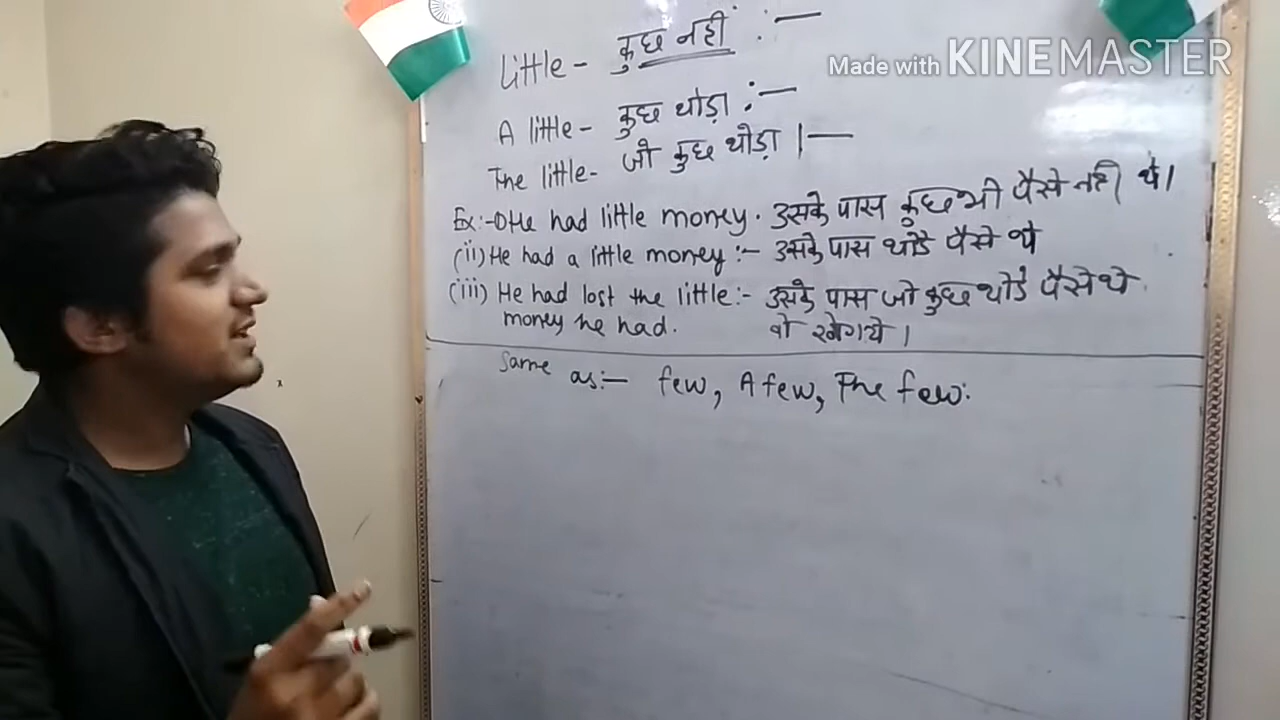 Made with KINEMASTER
Little - कुछ नहीं :-
A little - कुछ थोड़ा :-
The little - जो कुछ थोड़ा ।-
Ex:-① He had little money. उसके पास कुछ भी पैसे नहीं थे।
(ii) He had a little money :- उसके पास थोडे पैसे थे
(iii) He had lost the little :- उसके पास जो कुछ थोडे पैसे थे
money he had. वो खो गये ।
Same as:- few, A few, The few: